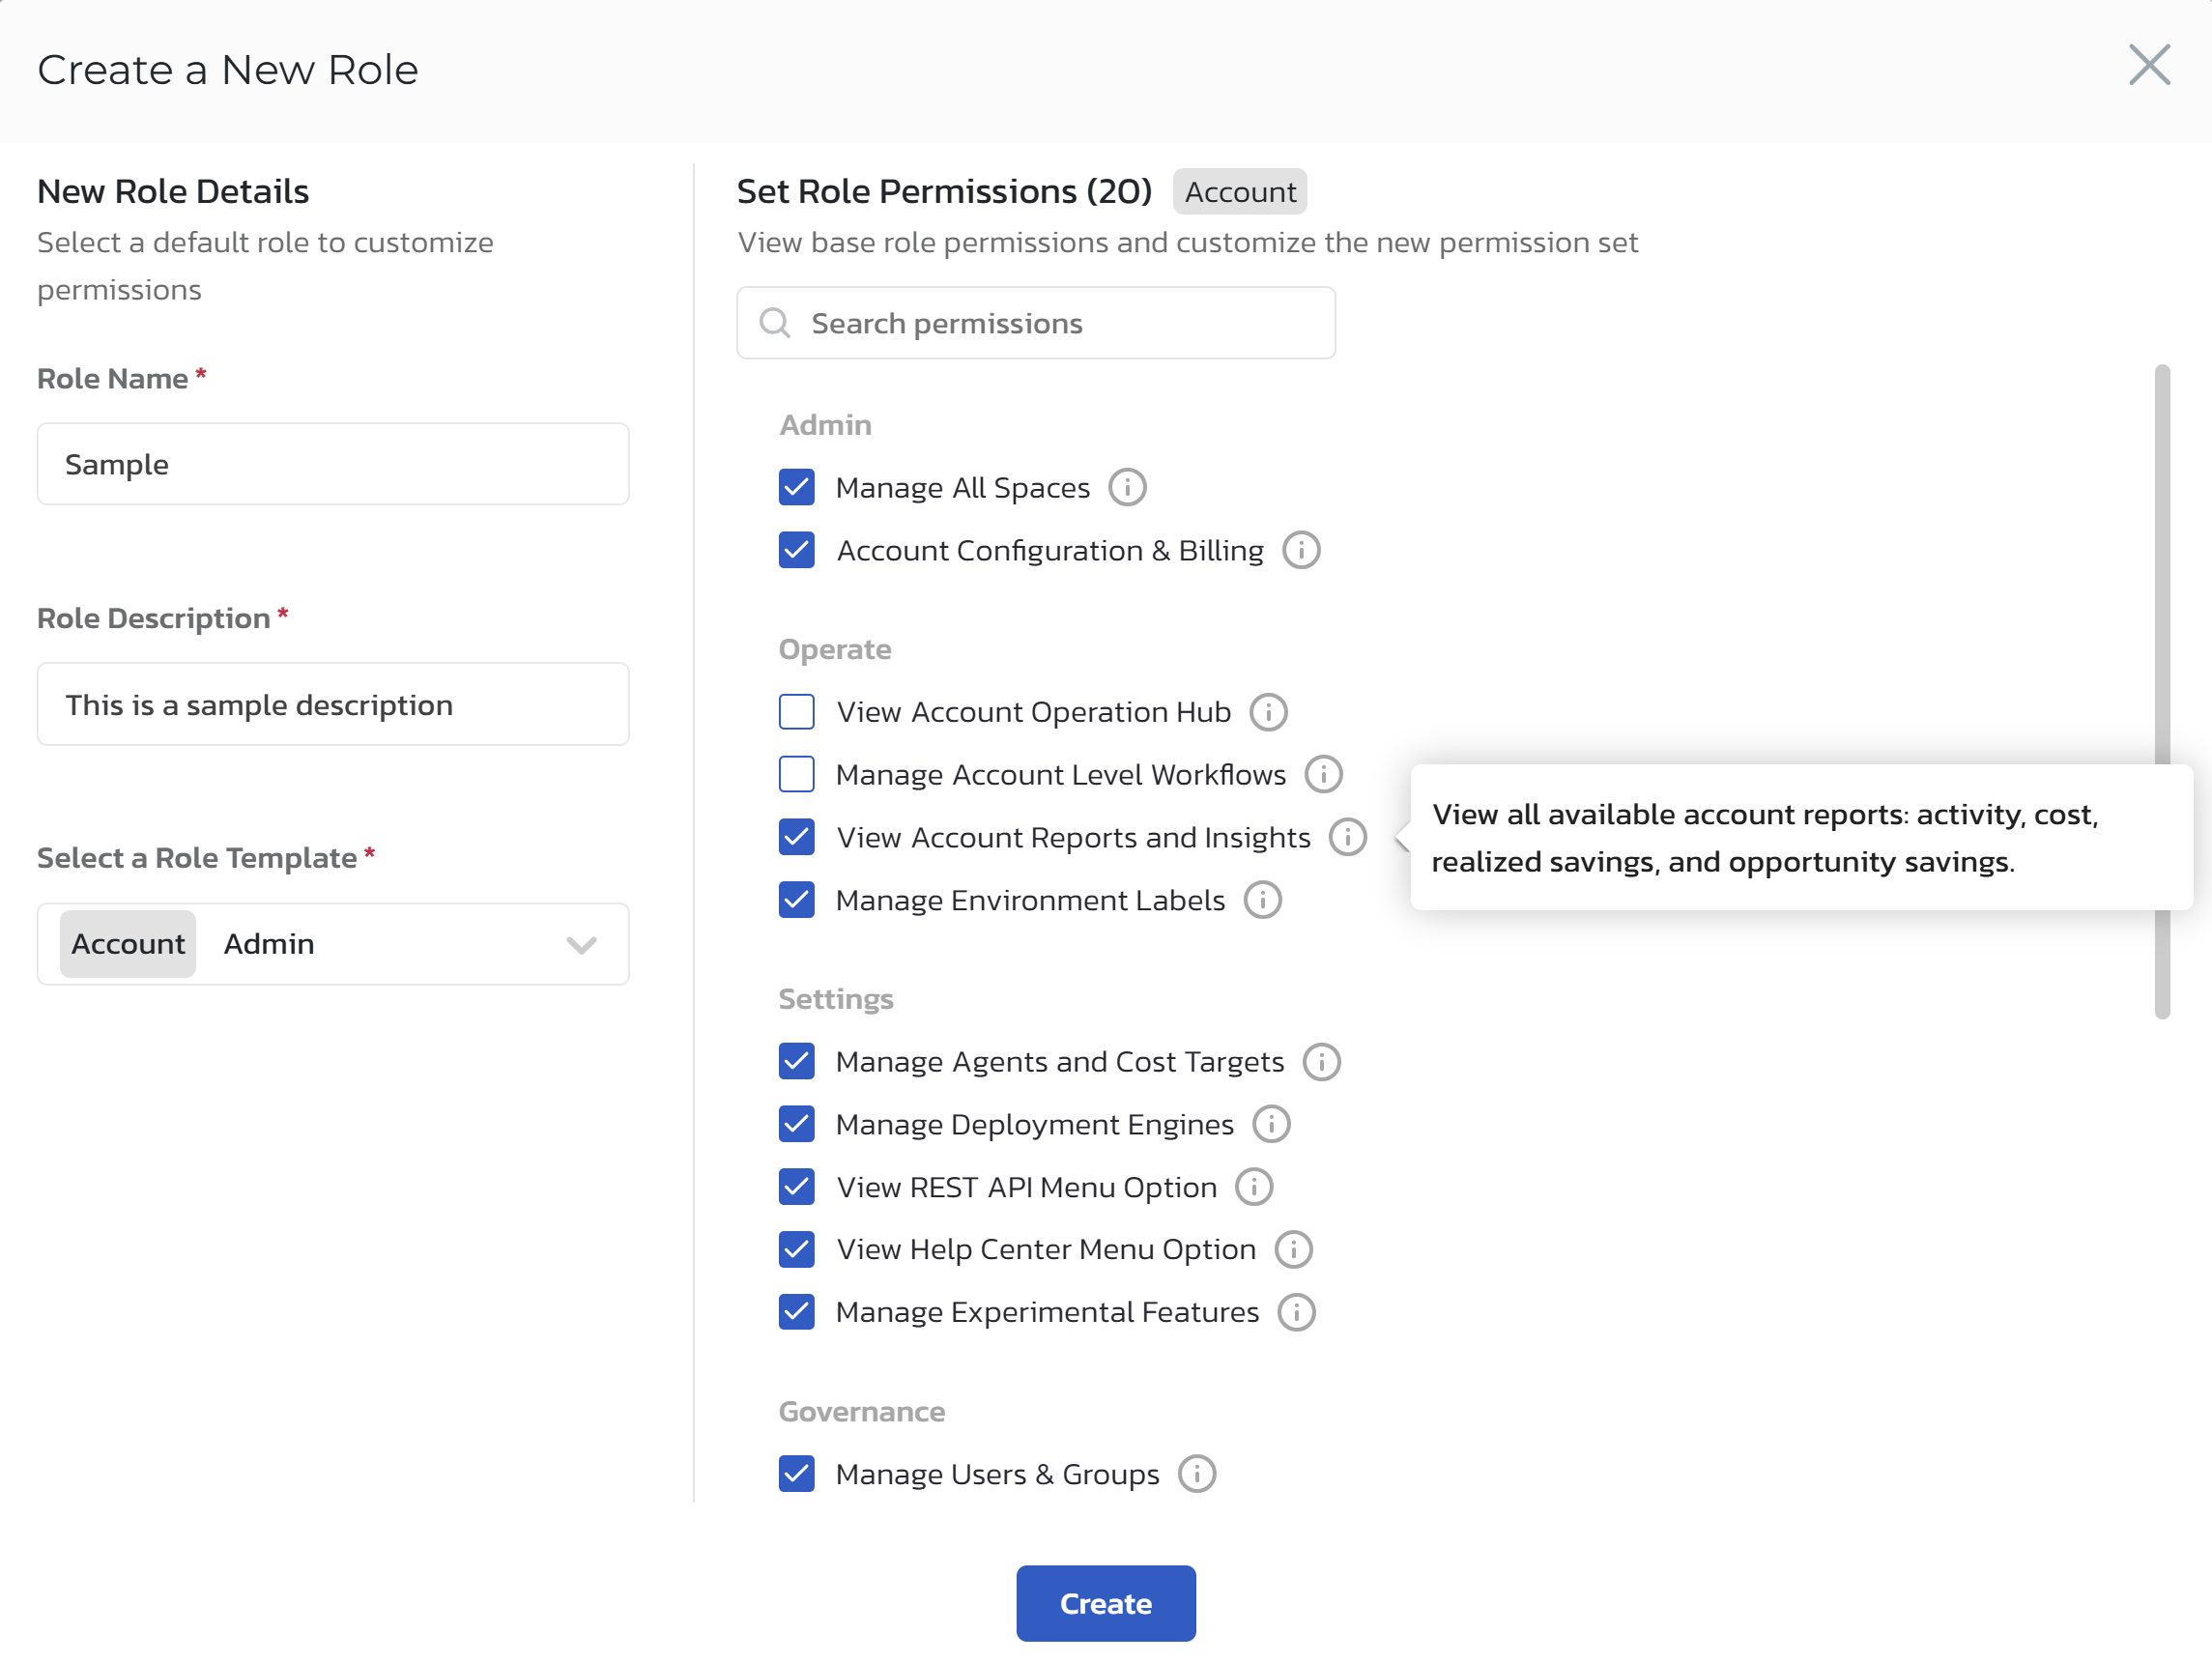 Create a New Role
New Role Details
Select a default role to customize
permissions
Role Name *
Sample
Role Description *
This is a sample description
Select a Role Template *
Account Admin
Set Role Permissions (20) Account
View base role permissions and customize the new permission set
Search permissions
Admin
Manage All Spaces
Account Configuration & Billing
Operate
View Account Operation Hub
Manage Account Level Workflows
View Account Reports and Insights
View all available account reports: activity, cost,
realized savings, and opportunity savings.
Manage Environment Labels
Settings
Manage Agents and Cost Targets
Manage Deployment Engines
View REST API Menu Option
View Help Center Menu Option
Manage Experimental Features
Governance
Manage Users & Groups
Create